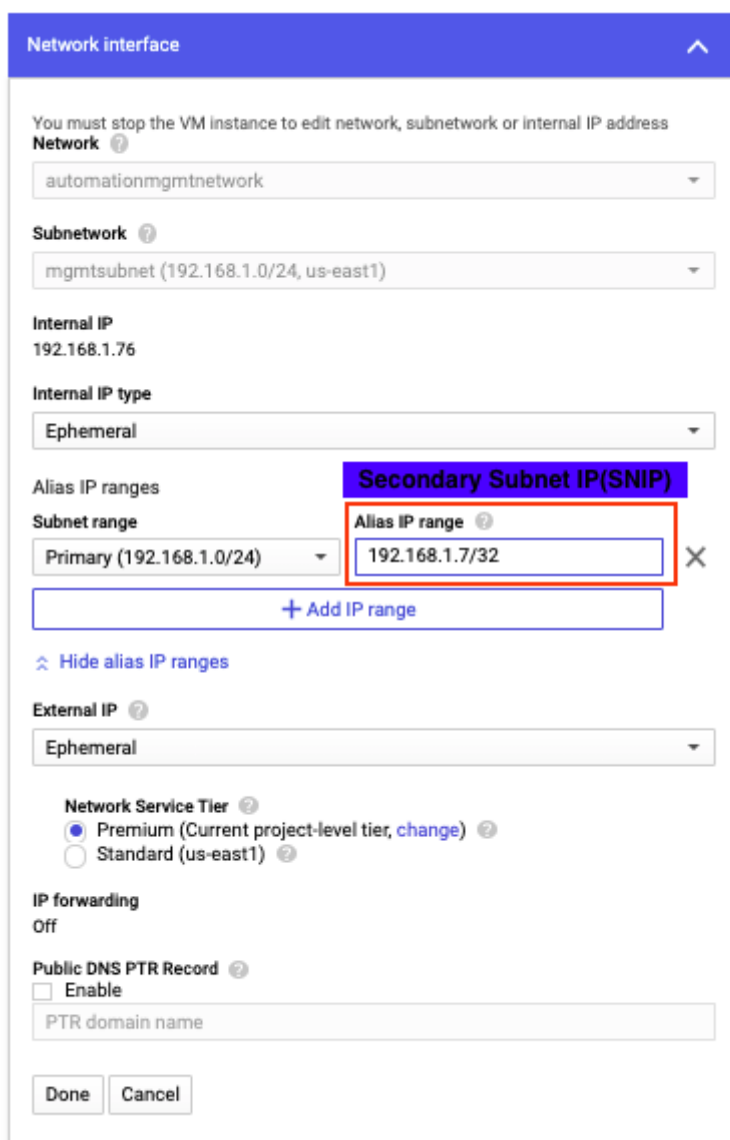 Network interface
You must stop the VM instance to edit network, subnetwork or internal IP address
Network
automationmgmtnetwork
Subnetwork
mgmtsubnet (192.168.1.0/24, us-east1)
Internal IP
192.168.1.76
Internal IP type
Ephemeral
Alias IP ranges
Secondary Subnet IP(SNIP)
Subnet range
Alias IP range
Primary (192.168.1.0/24)
192.168.1.7/32
+ Add IP range
Hide alias IP ranges
External IP
Ephemeral
Network Service Tier
Premium (Current project-level tier, change)
Standard (us-east1)
IP forwarding
Off
Public DNS PTR Record
Enable
PTR domain name
Done Cancel